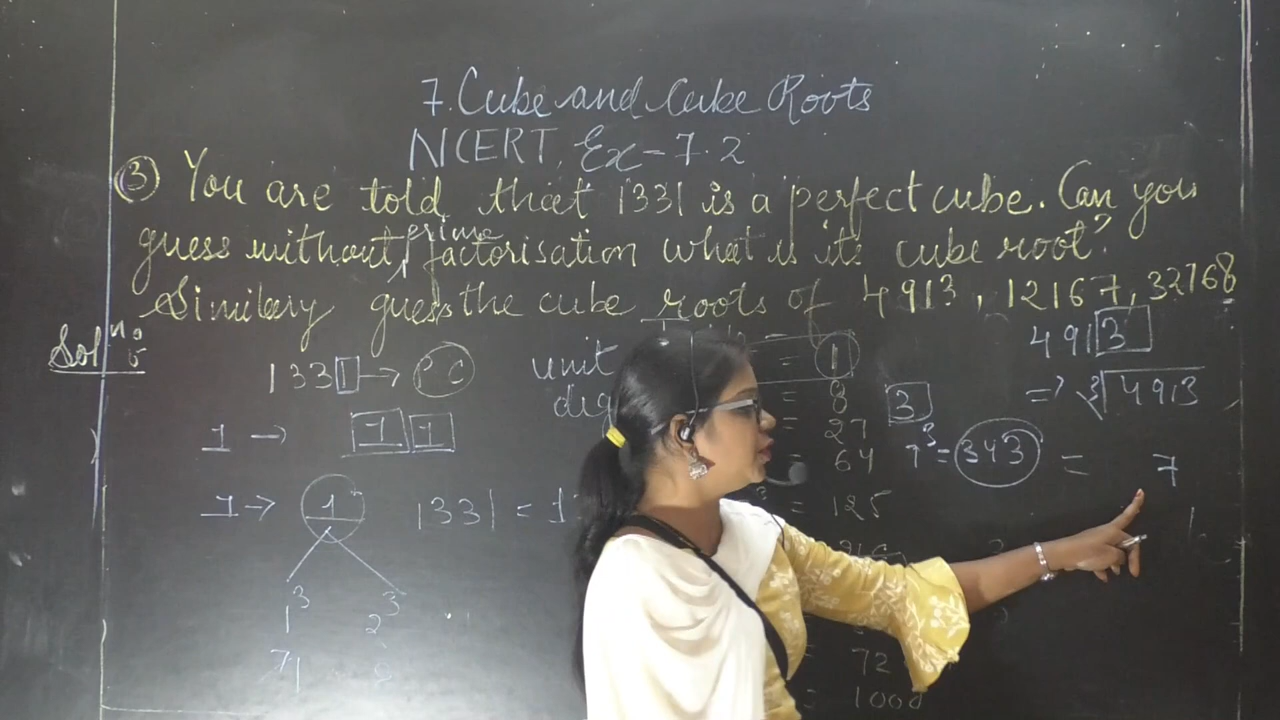 7. Cube and Cube Roots
NCERT, Ex-7.2
(3) You are told that 1331 is a perfect cube. Can you
guess without prime factorisation what is its cube root?
Similary guess the cube roots of 4913, 12167, 32768
Solⁿ
1331 → PC
1 → 1 1
1 → 1
1³ 2³
1331 = 1
unit
= 1
= 8
= 27
= 64
= 125
72
= 1000
3
7³ = 343 = 7
4913
=> ∛4913